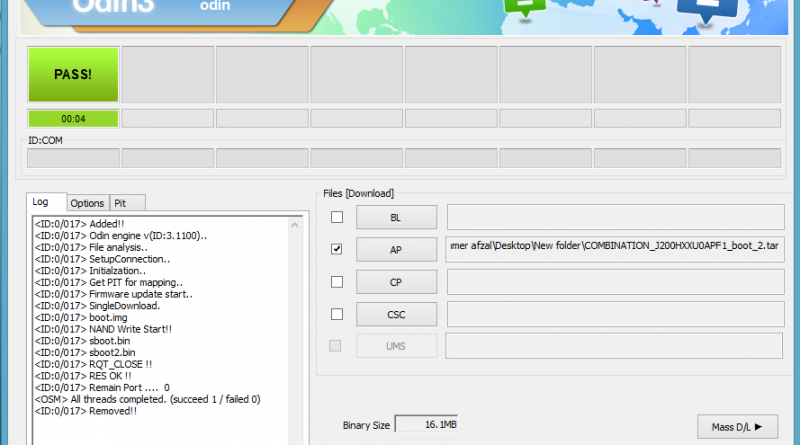 Odin3
odin
PASS!
00:04
ID:COM
Log
Options
Pit
<ID:0/017> Added!!
<ID:0/017> Odin engine v(ID:3.1100)..
<ID:0/017> File analysis..
<ID:0/017> SetupConnection..
<ID:0/017> Initialzation..
<ID:0/017> Get PIT for mapping..
<ID:0/017> Firmware update start..
<ID:0/017> SingleDownload.
<ID:0/017> boot.img
<ID:0/017> NAND Write Start!!
<ID:0/017> sboot.bin
<ID:0/017> sboot2.bin
<ID:0/017> RQT_CLOSE !!
<ID:0/017> RES OK !!
<ID:0/017> Remain Port .... 0
<OSM> All threads completed. (succeed 1 / failed 0)
<ID:0/017> Removed!!
Files [Download]
BL
AP
mer afzal\Desktop\New folder\COMBINATION_J200HXXU0APF1_boot_2.tar
CP
CSC
UMS
Binary Size
16.1MB
Mass D/L ►